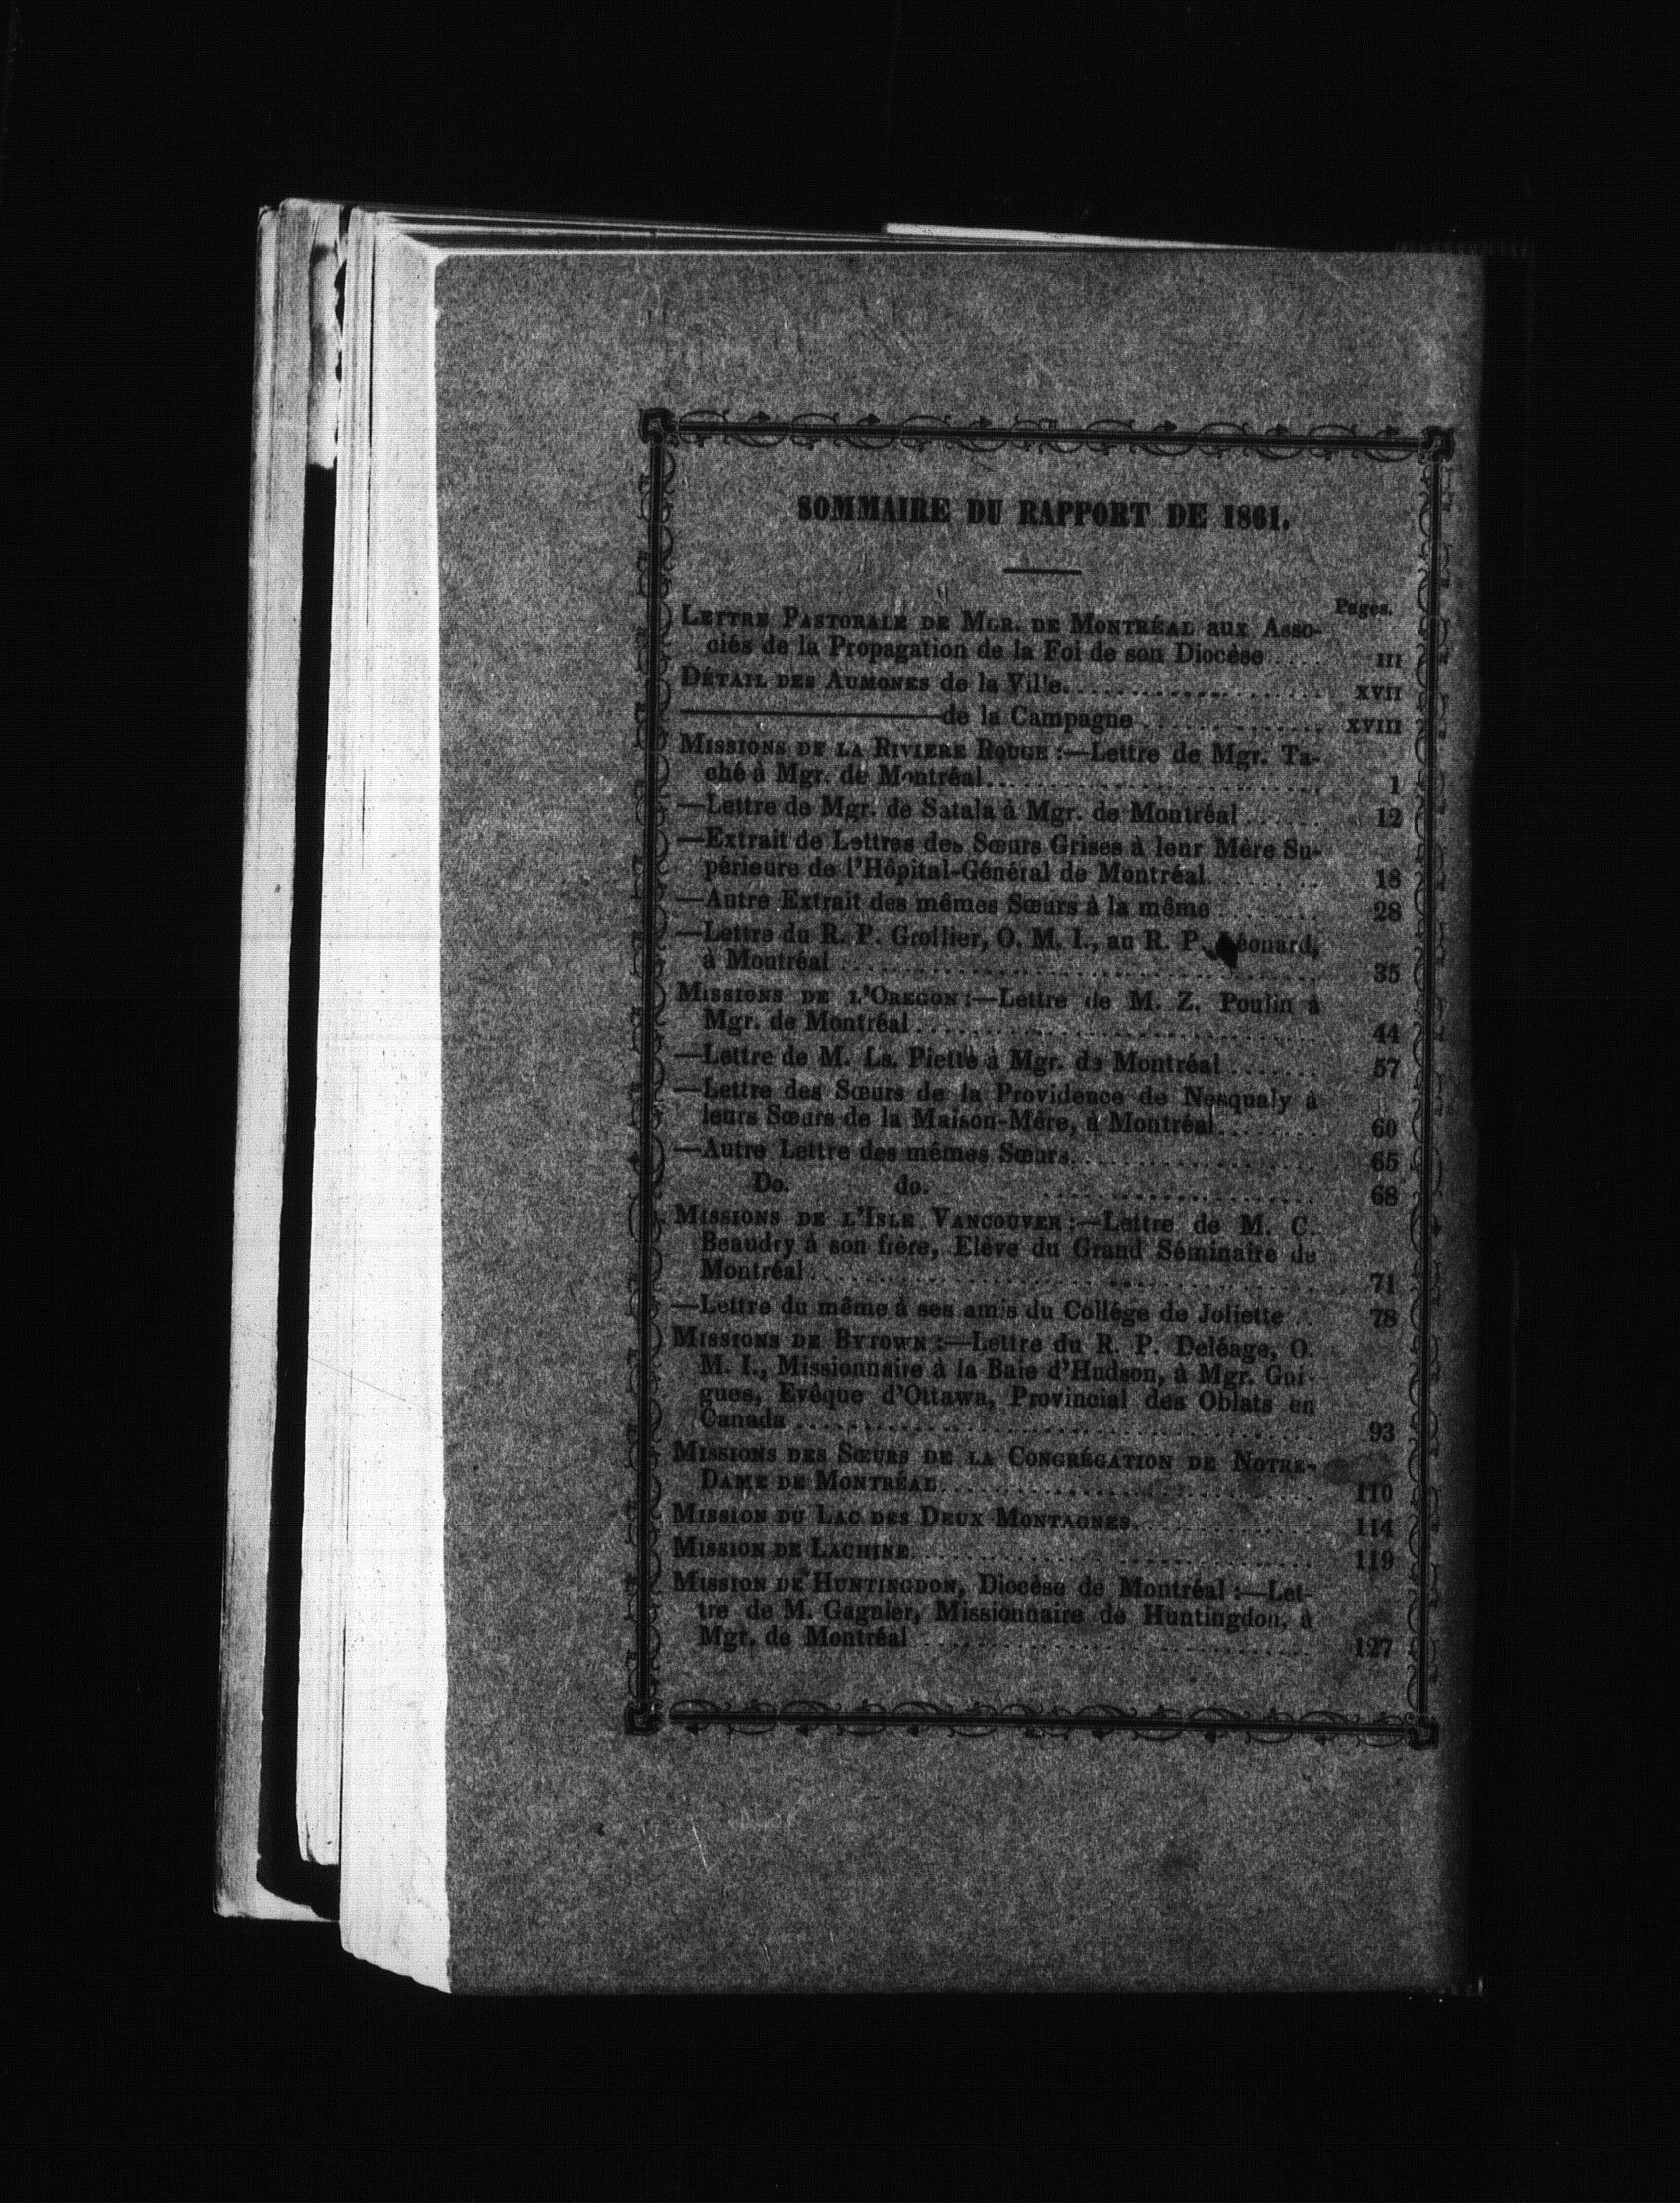 SOMMAIRE DU RAPPORT DE 1861.
Pages.
LETTRE PASTORALE DE MGR. DE MONTRÉAL aux Asso-
ciés de la Propagation de la Foi de son Diocèse .... III
DÉTAIL DES AUMONES de la Ville........................ XVII
————————de la Campagne ................ XVIII
MISSIONS DE LA RIVIERE ROUGE :—Lettre de Mgr. Ta-
ché à Mgr. de Montréal.............................. 1
—Lettre de Mgr. de Satala à Mgr. de Montréal ....... 12
—Extrait de Lettres des Sœurs Grises à leur Mère Su-
périeure de l'Hôpital-Général de Montréal.......... 18
—Autre Extrait des mêmes Sœurs à la même ......... 28
—Lettre du R. P. Grollier, O. M. I., au R. P. Léonard,
à Montréal .......................................... 35
MISSIONS DE L'OREGON :—Lettre de M. Z. Poulin à
Mgr. de Montréal .................................... 44
—Lettre de M. Ls. Piette à Mgr. de Montréal ........ 57
—Lettre des Sœurs de la Providence de Nesqualy à
leurs Sœurs de la Maison-Mère, à Montréal......... 60
—Autre Lettre des mêmes Sœurs...................... 65
Do. do. ........................ 68
MISSIONS DE L'ISLE VANCOUVER :—Lettre de M. C.
Beaudry à son frère, Elève du Grand Séminaire de
Montréal ............................................ 71
—Lettre du même à ses amis du Collége de Joliette .. 78
MISSIONS DE BYTOWN :—Lettre du R. P. Deléage, O.
M. I., Missionnaire à la Baie d'Hudson, à Mgr. Gui-
gues, Evêque d'Ottawa, Provincial des Oblats en
Canada .............................................. 93
MISSIONS DES SŒURS DE LA CONGRÉGATION DE NOTRE-
DAME DE MONTRÉAL................................... 110
MISSION DU LAC DES DEUX MONTAGNES................. 114
MISSION DE LACHINE................................... 119
MISSION DE HUNTINGDON, Diocèse de Montréal :—Let-
tre de M. Gagnier, Missionnaire de Huntingdon, à
Mgr. de Montréal .................................... 127